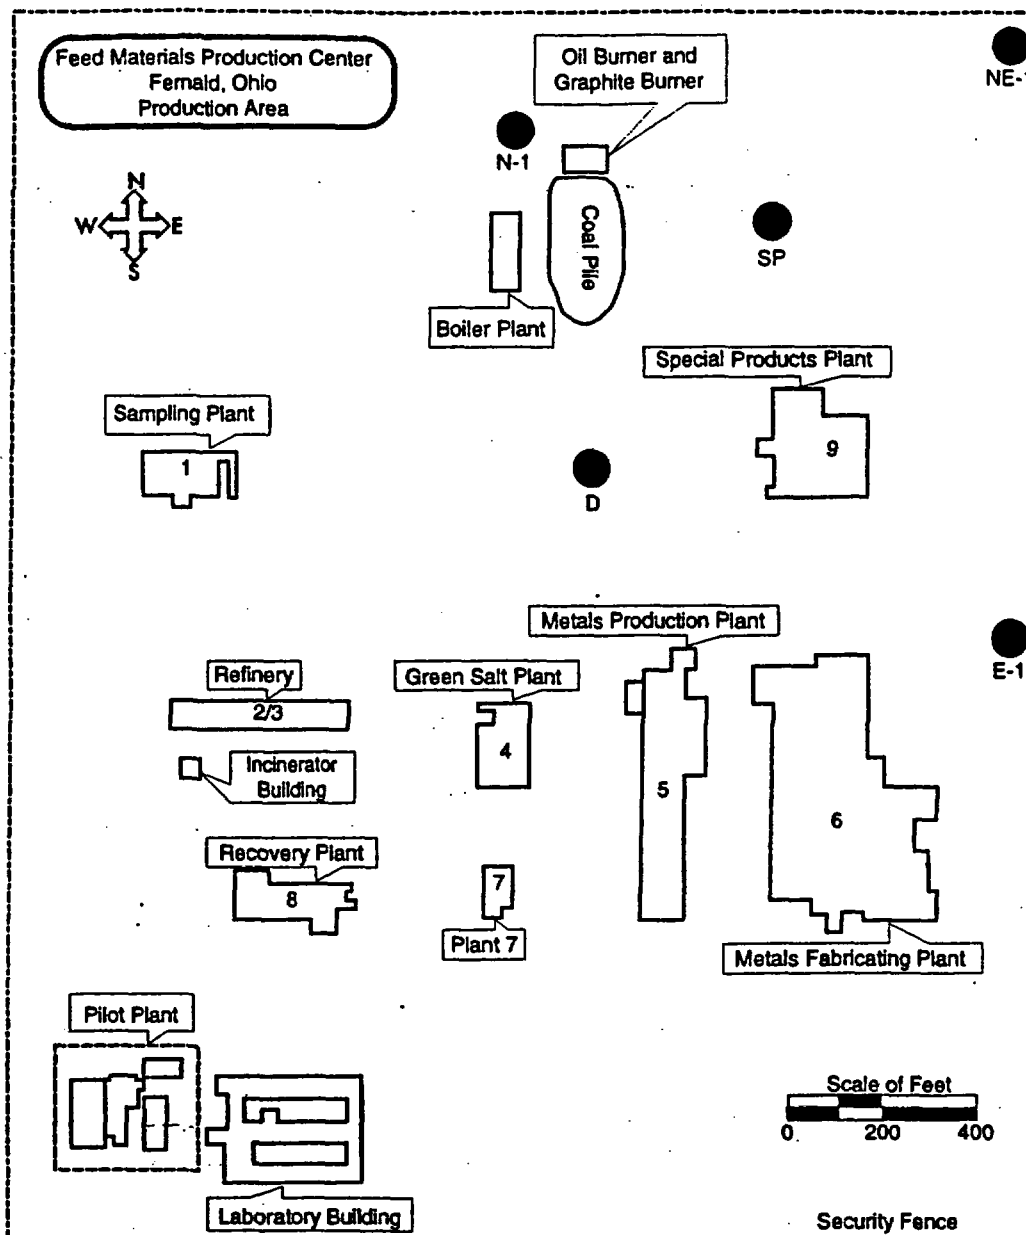 Feed Materials Production Center
Fernald, Ohio
Production Area
Oil Burner and
Graphite Burner
NE-1
N-1
N
W
E
S
Coal Pile
SP
Boiler Plant
Special Products Plant
Sampling Plant
1
9
D
Metals Production Plant
E-1
Refinery
Green Salt Plant
2/3
4
Incinerator
Building
5
6
Recovery Plant
8
7
Plant 7
Metals Fabricating Plant
Pilot Plant
Scale of Feet
0
200
400
Laboratory Building
Security Fence